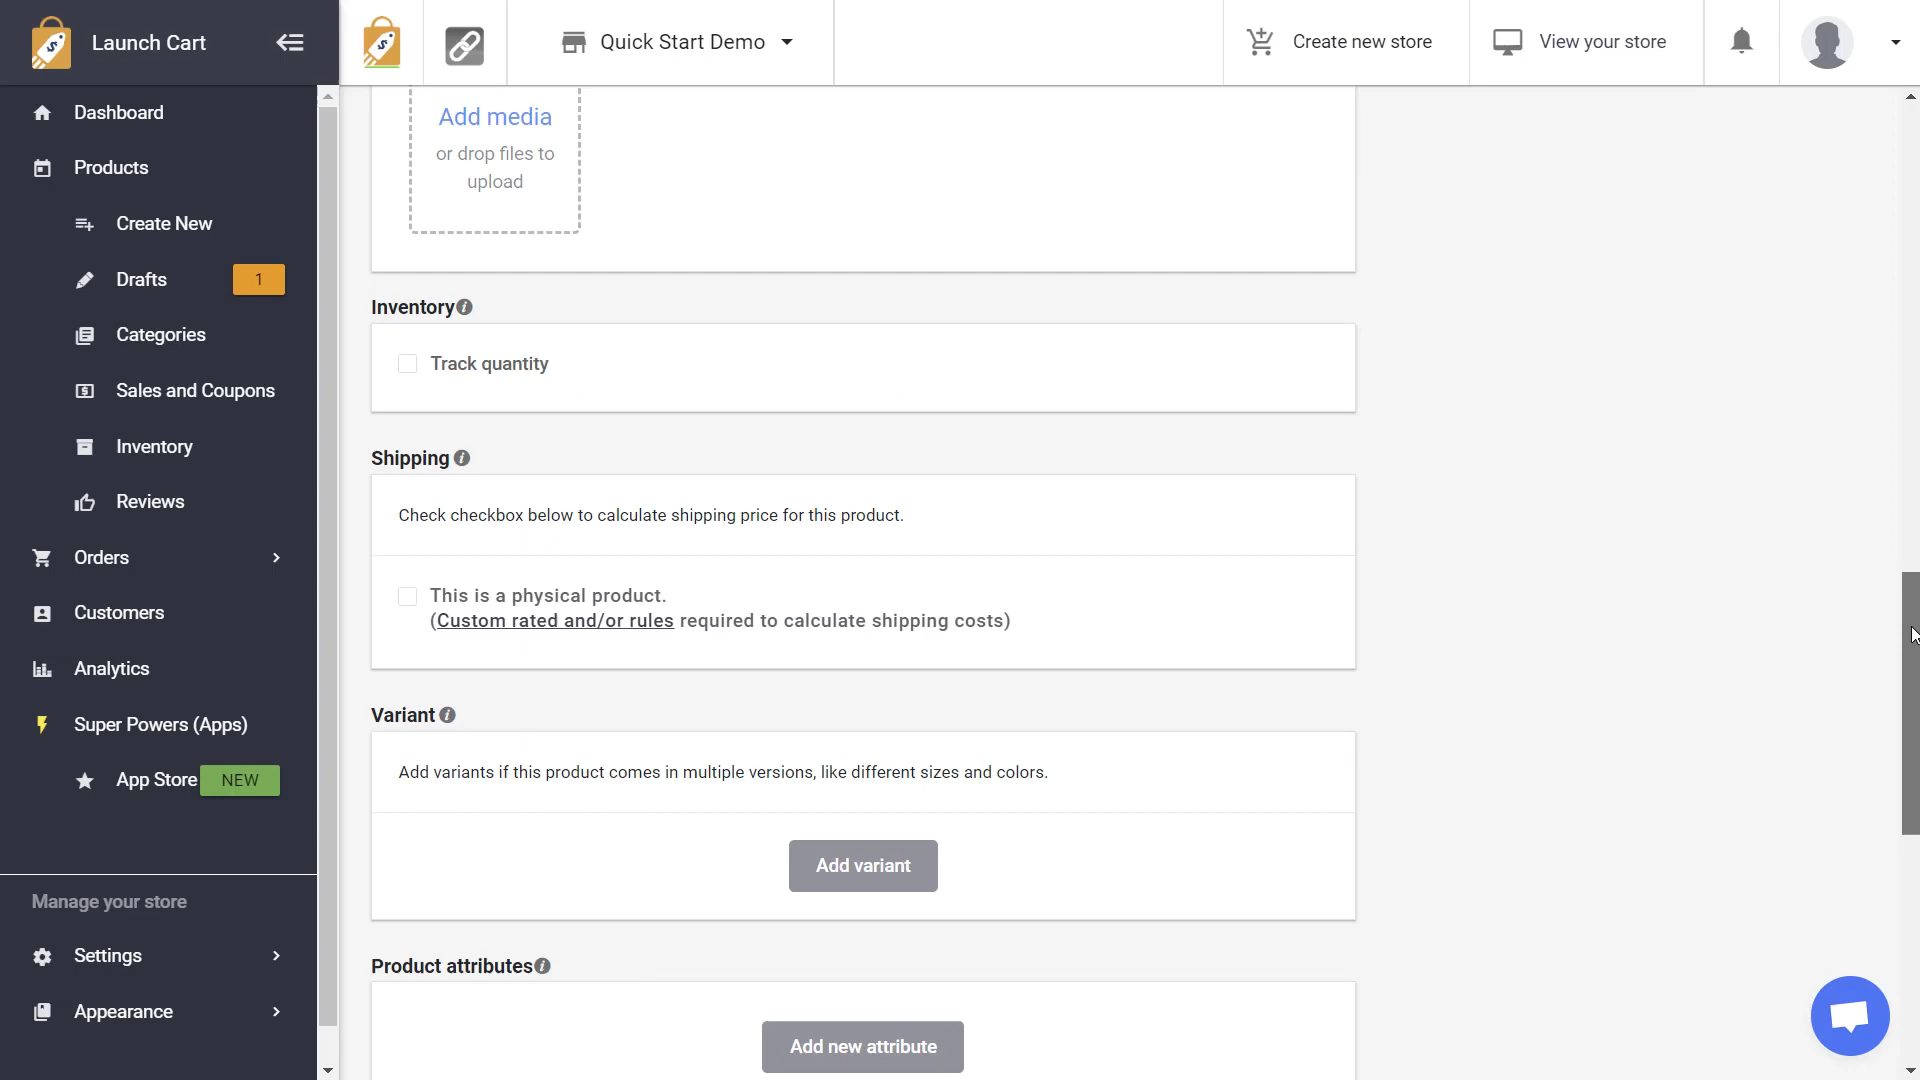 Launch Cart
Quick Start Demo
Create new store
View your store
Dashboard
Products
Create New
Drafts
1
Categories
Sales and Coupons
Inventory
Reviews
Orders
Customers
Analytics
Super Powers (Apps)
App Store
NEW
Manage your store
Settings
Appearance
Add media
or drop files to
upload
Inventory
Track quantity
Shipping
Check checkbox below to calculate shipping price for this product.
This is a physical product.
(Custom rated and/or rules required to calculate shipping costs)
Variant
Add variants if this product comes in multiple versions, like different sizes and colors.
Add variant
Product attributes
Add new attribute